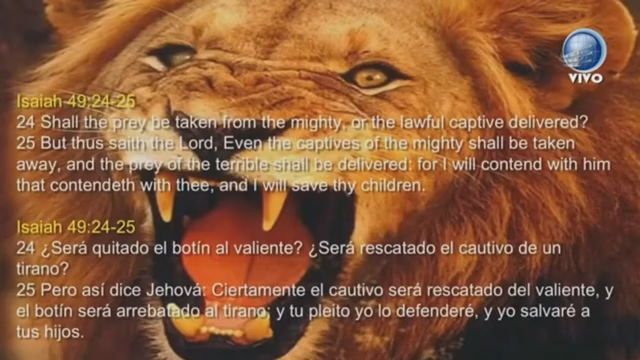 VIVO
Isaiah 49:24-25
24 Shall the prey be taken from the mighty, or the lawful captive delivered?
25 But thus saith the Lord, Even the captives of the mighty shall be taken
away, and the prey of the terrible shall be delivered: for I will contend with him
that contendeth with thee, and I will save thy children.
Isaiah 49:24-25
24 ¿Será quitado el botín al valiente? ¿Será rescatado el cautivo de un
tirano?
25 Pero así dice Jehová: Ciertamente el cautivo será rescatado del valiente, y
el botín será arrebatado al tirano; y tu pleito yo lo defenderé, y yo salvaré a
tus hijos.